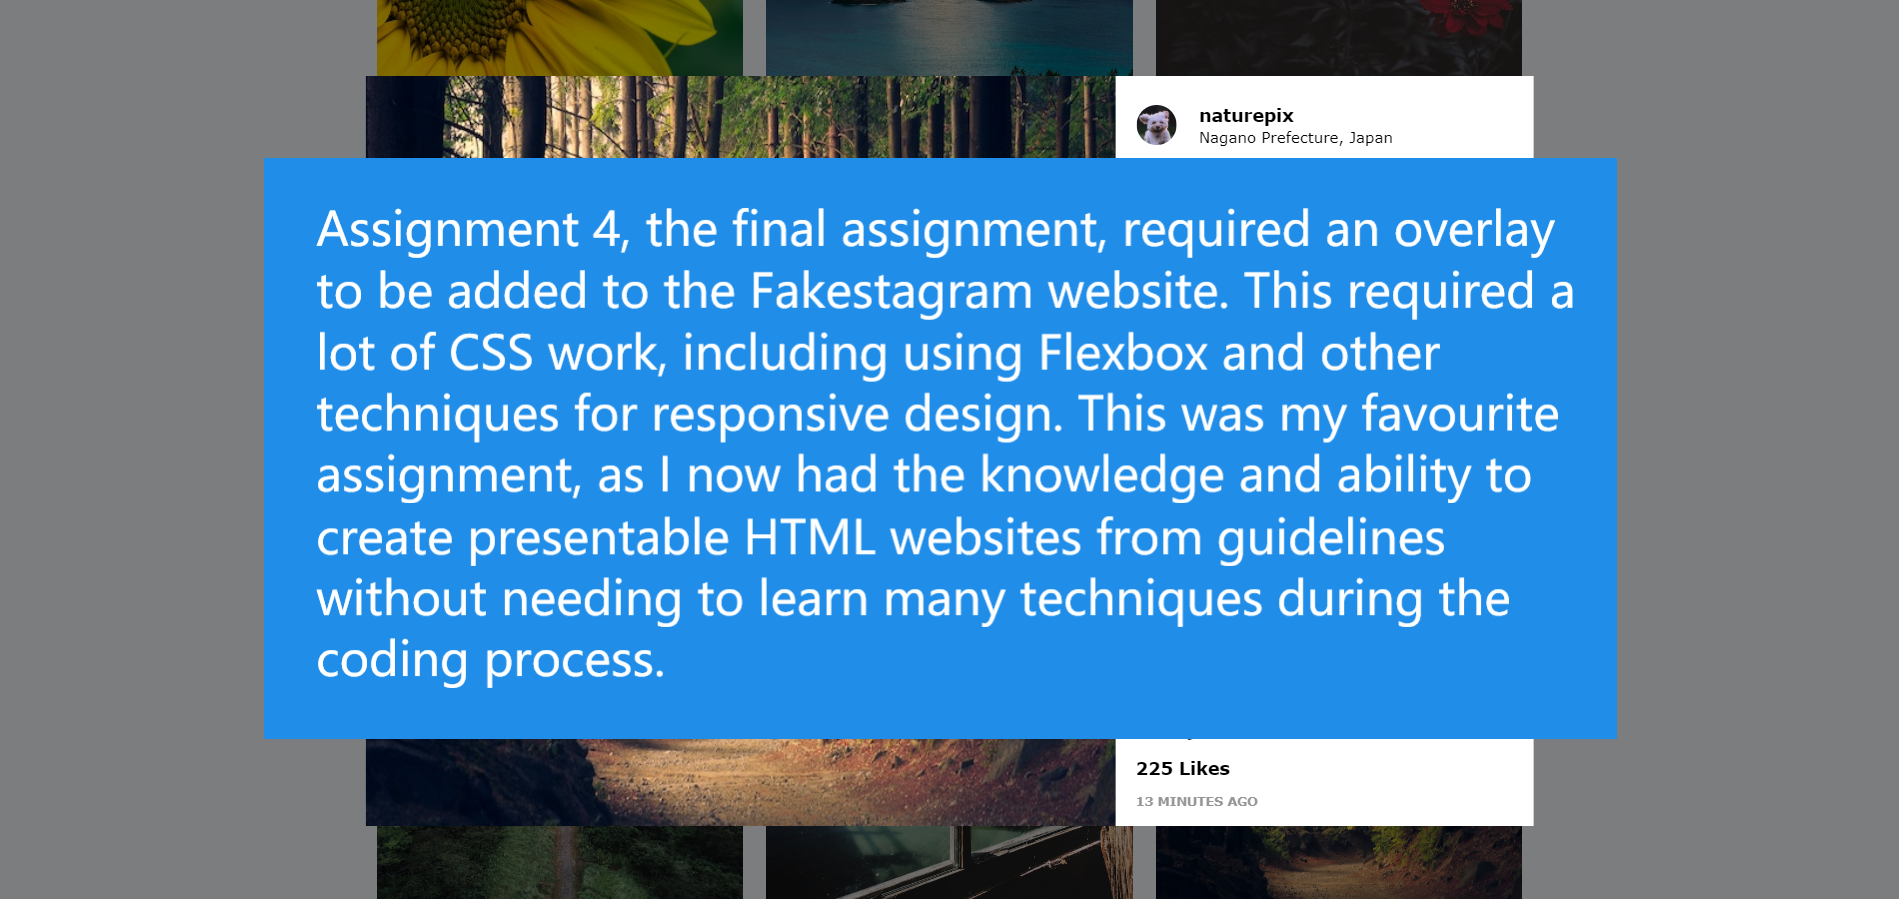 naturepix
Nagano Prefecture, Japan
Assignment 4, the final assignment, required an overlay
to be added to the Fakestagram website. This required a
lot of CSS work, including using Flexbox and other
techniques for responsive design. This was my favourite
assignment, as I now had the knowledge and ability to
create presentable HTML websites from guidelines
without needing to learn many techniques during the
coding process.
225 Likes
13 MINUTES AGO